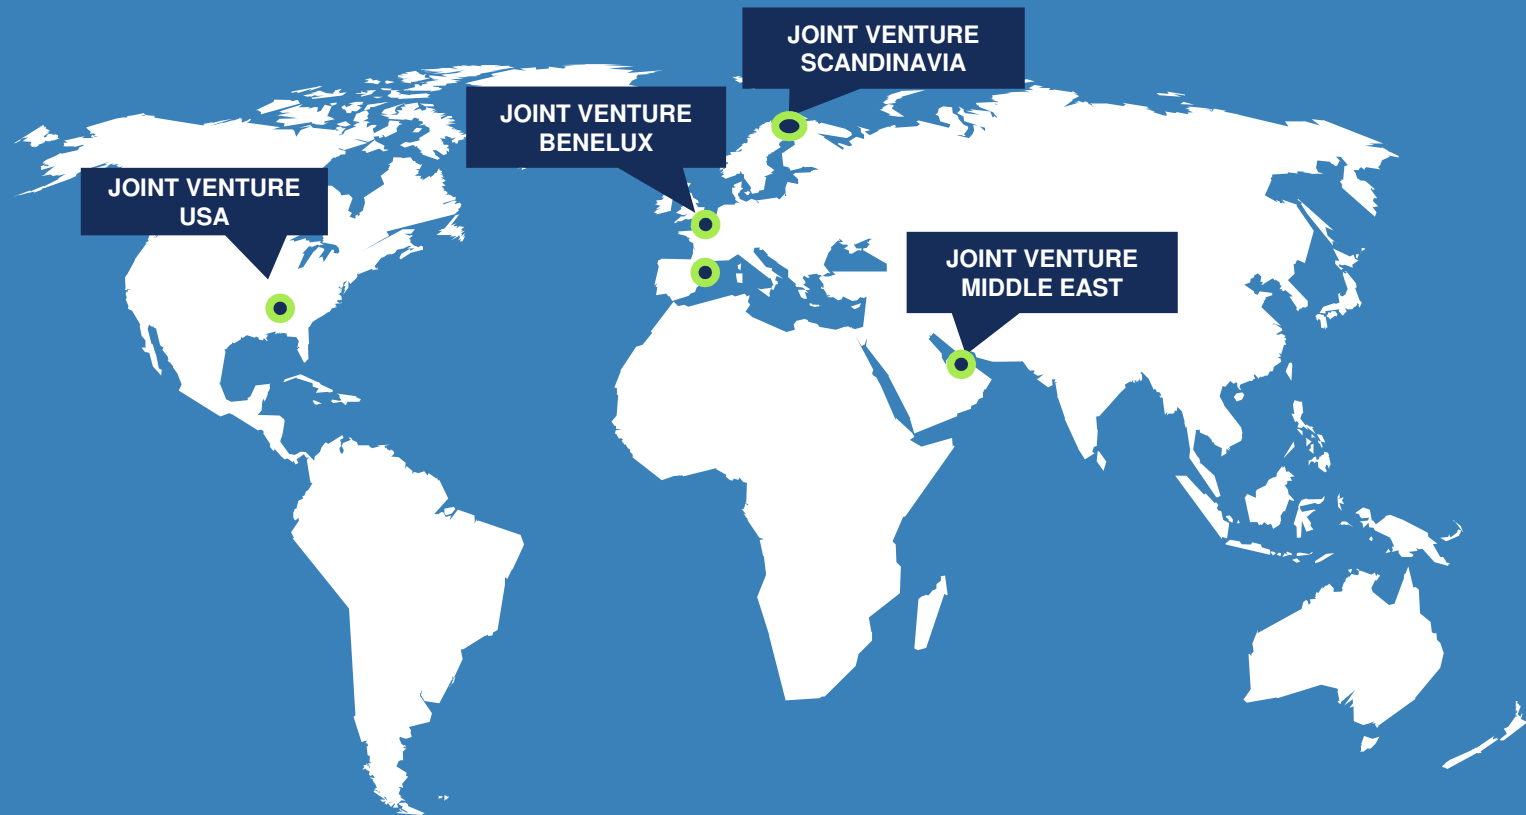 JOINT VENTURE
SCANDINAVIA
JOINT VENTURE
BENELUX
JOINT VENTURE
USA
JOINT VENTURE
MIDDLE EAST